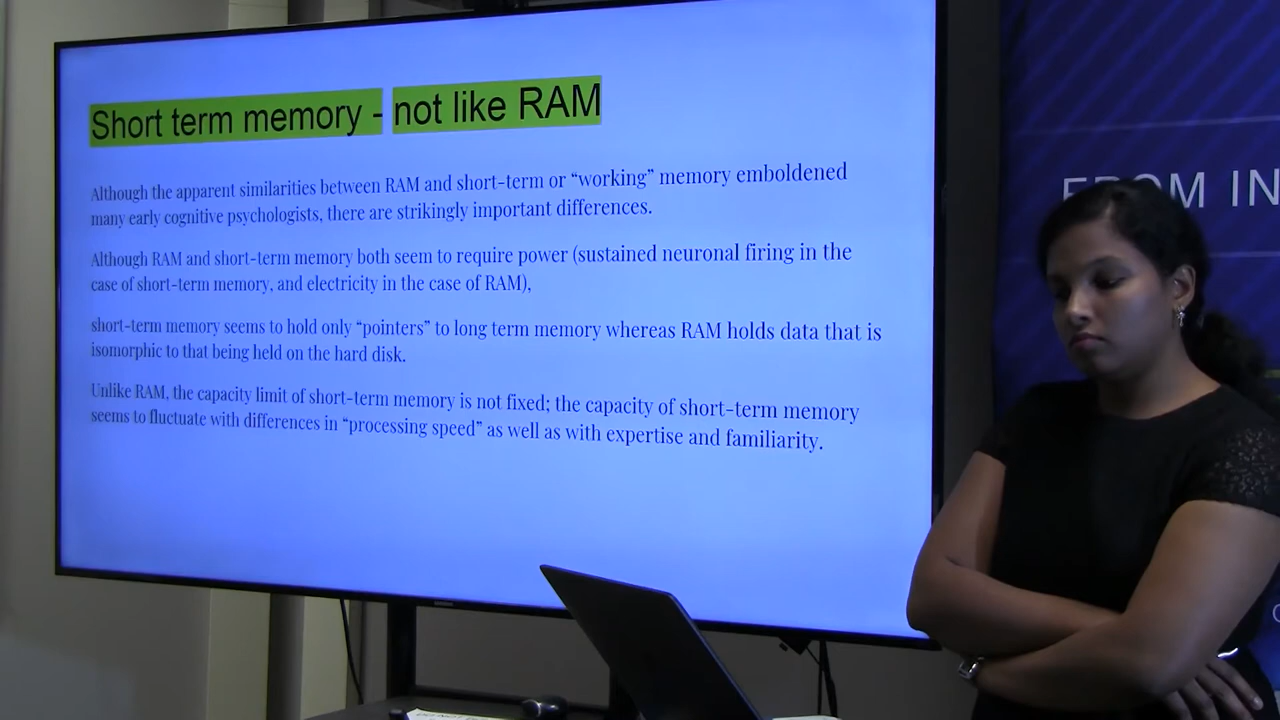 Short term memory - not like RAM
Although the apparent similarities between RAM and short-term or “working” memory emboldened
many early cognitive psychologists, there are strikingly important differences.
Although RAM and short-term memory both seem to require power (sustained neuronal firing in the
case of short-term memory, and electricity in the case of RAM),
short-term memory seems to hold only “pointers” to long term memory whereas RAM holds data that is
isomorphic to that being held on the hard disk.
Unlike RAM, the capacity limit of short-term memory is not fixed; the capacity of short-term memory
seems to fluctuate with differences in “processing speed” as well as with expertise and familiarity.
FROM IN